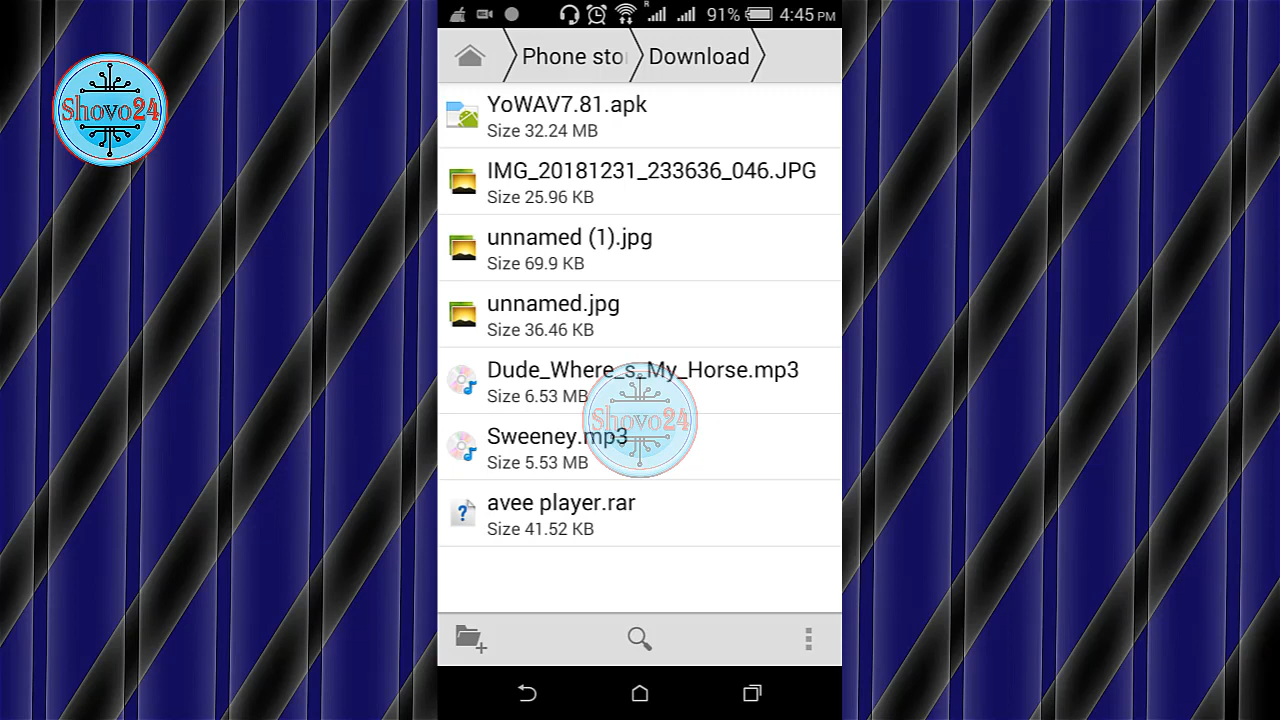 R
91%
4:45 PM
Phone sto
Download
Shovo24
YoWAV7.81.apk
Size 32.24 MB
IMG_20181231_233636_046.JPG
Size 25.96 KB
unnamed (1).jpg
Size 69.9 KB
unnamed.jpg
Size 36.46 KB
Dude_Where_s_My_Horse.mp3
Size 6.53 MB
Shovo24
Sweeney.mp3
Size 5.53 MB
avee player.rar
Size 41.52 KB